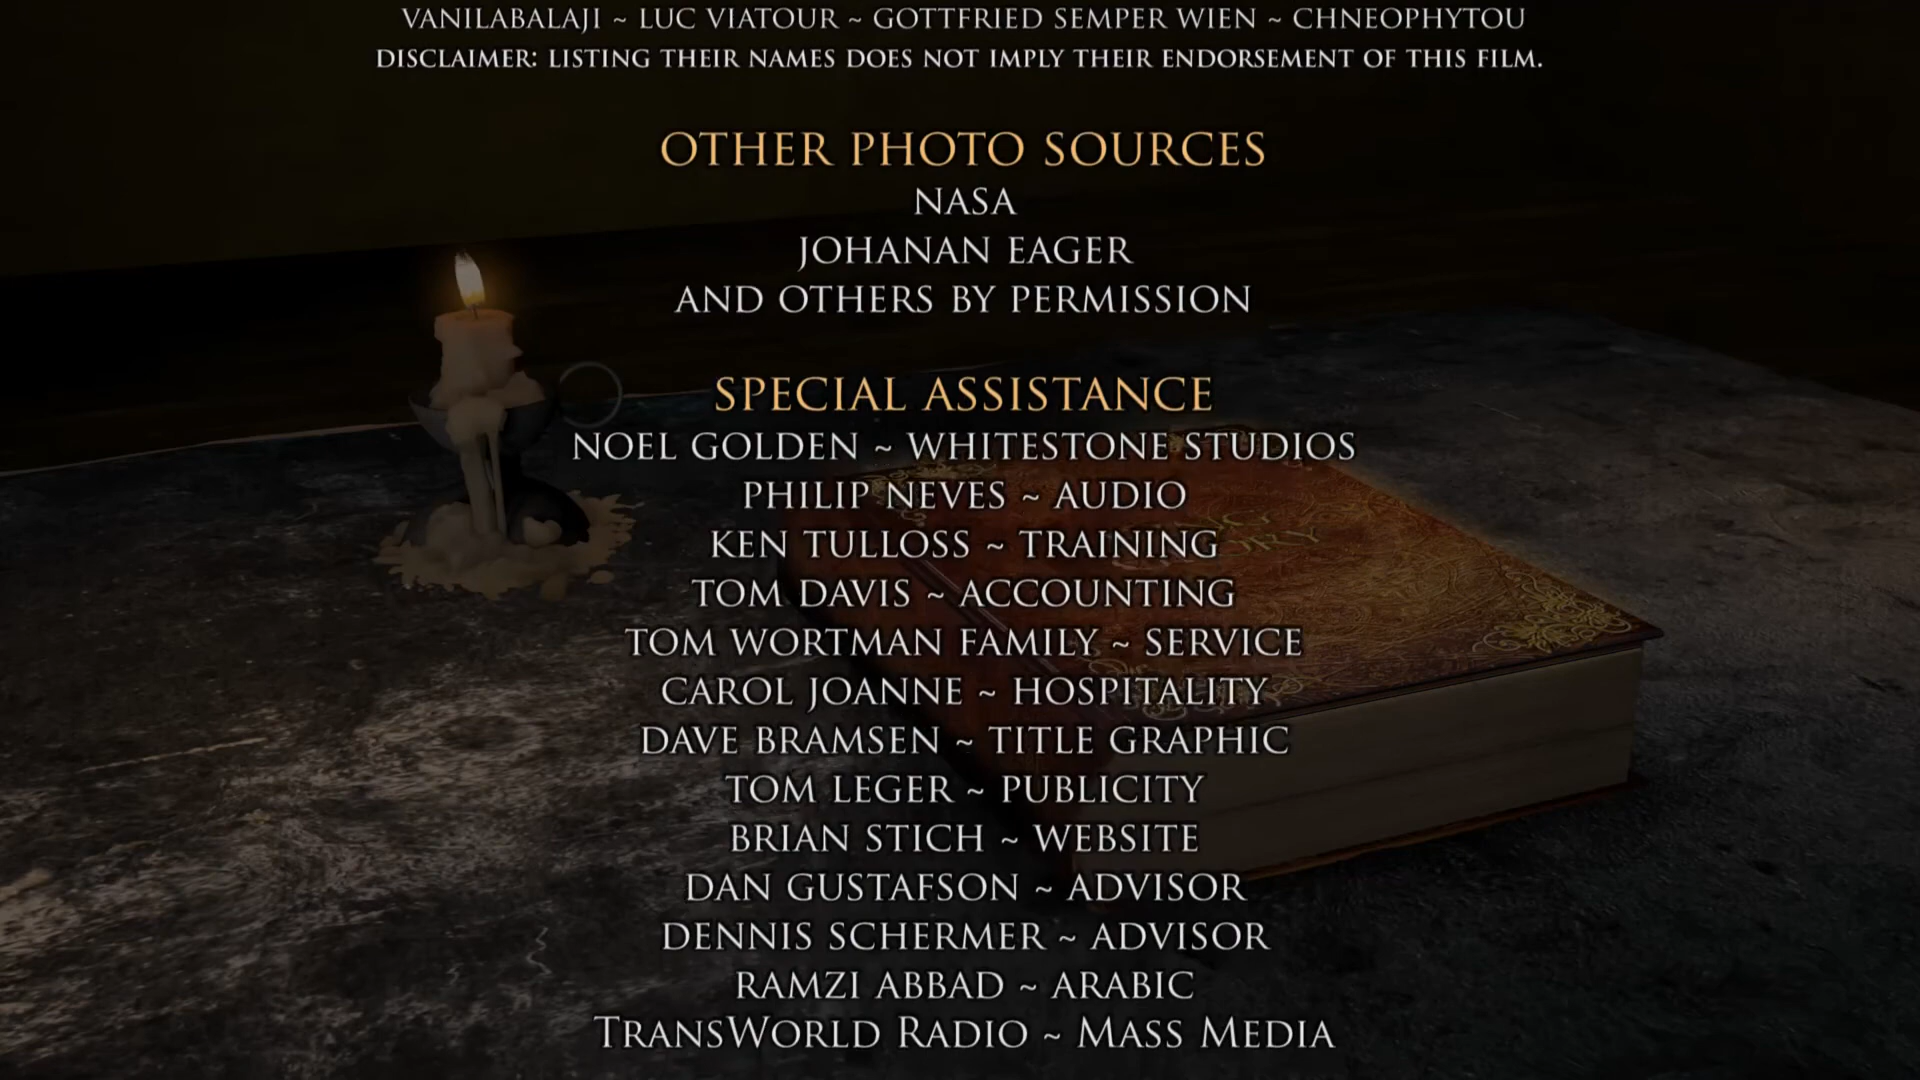 VANILABALAJI ~ LUC VIATOUR ~ GOTTFRIED SEMPER WIEN ~ CHNEOPHYTOU
DISCLAIMER: LISTING THEIR NAMES DOES NOT IMPLY THEIR ENDORSEMENT OF THIS FILM.
OTHER PHOTO SOURCES
NASA
JOHANAN EAGER
AND OTHERS BY PERMISSION
SPECIAL ASSISTANCE
NOEL GOLDEN ~ WHITESTONE STUDIOS
PHILIP NEVES ~ AUDIO
KEN TULLOSS ~ TRAINING
TOM DAVIS ~ ACCOUNTING
TOM WORTMAN FAMILY ~ SERVICE
CAROL JOANNE ~ HOSPITALITY
DAVE BRAMSEN ~ TITLE GRAPHIC
TOM LEGER ~ PUBLICITY
BRIAN STICH ~ WEBSITE
DAN GUSTAFSON ~ ADVISOR
DENNIS SCHERMER ~ ADVISOR
RAMZI ABBAD ~ ARABIC
TRANSWORLD RADIO ~ MASS MEDIA